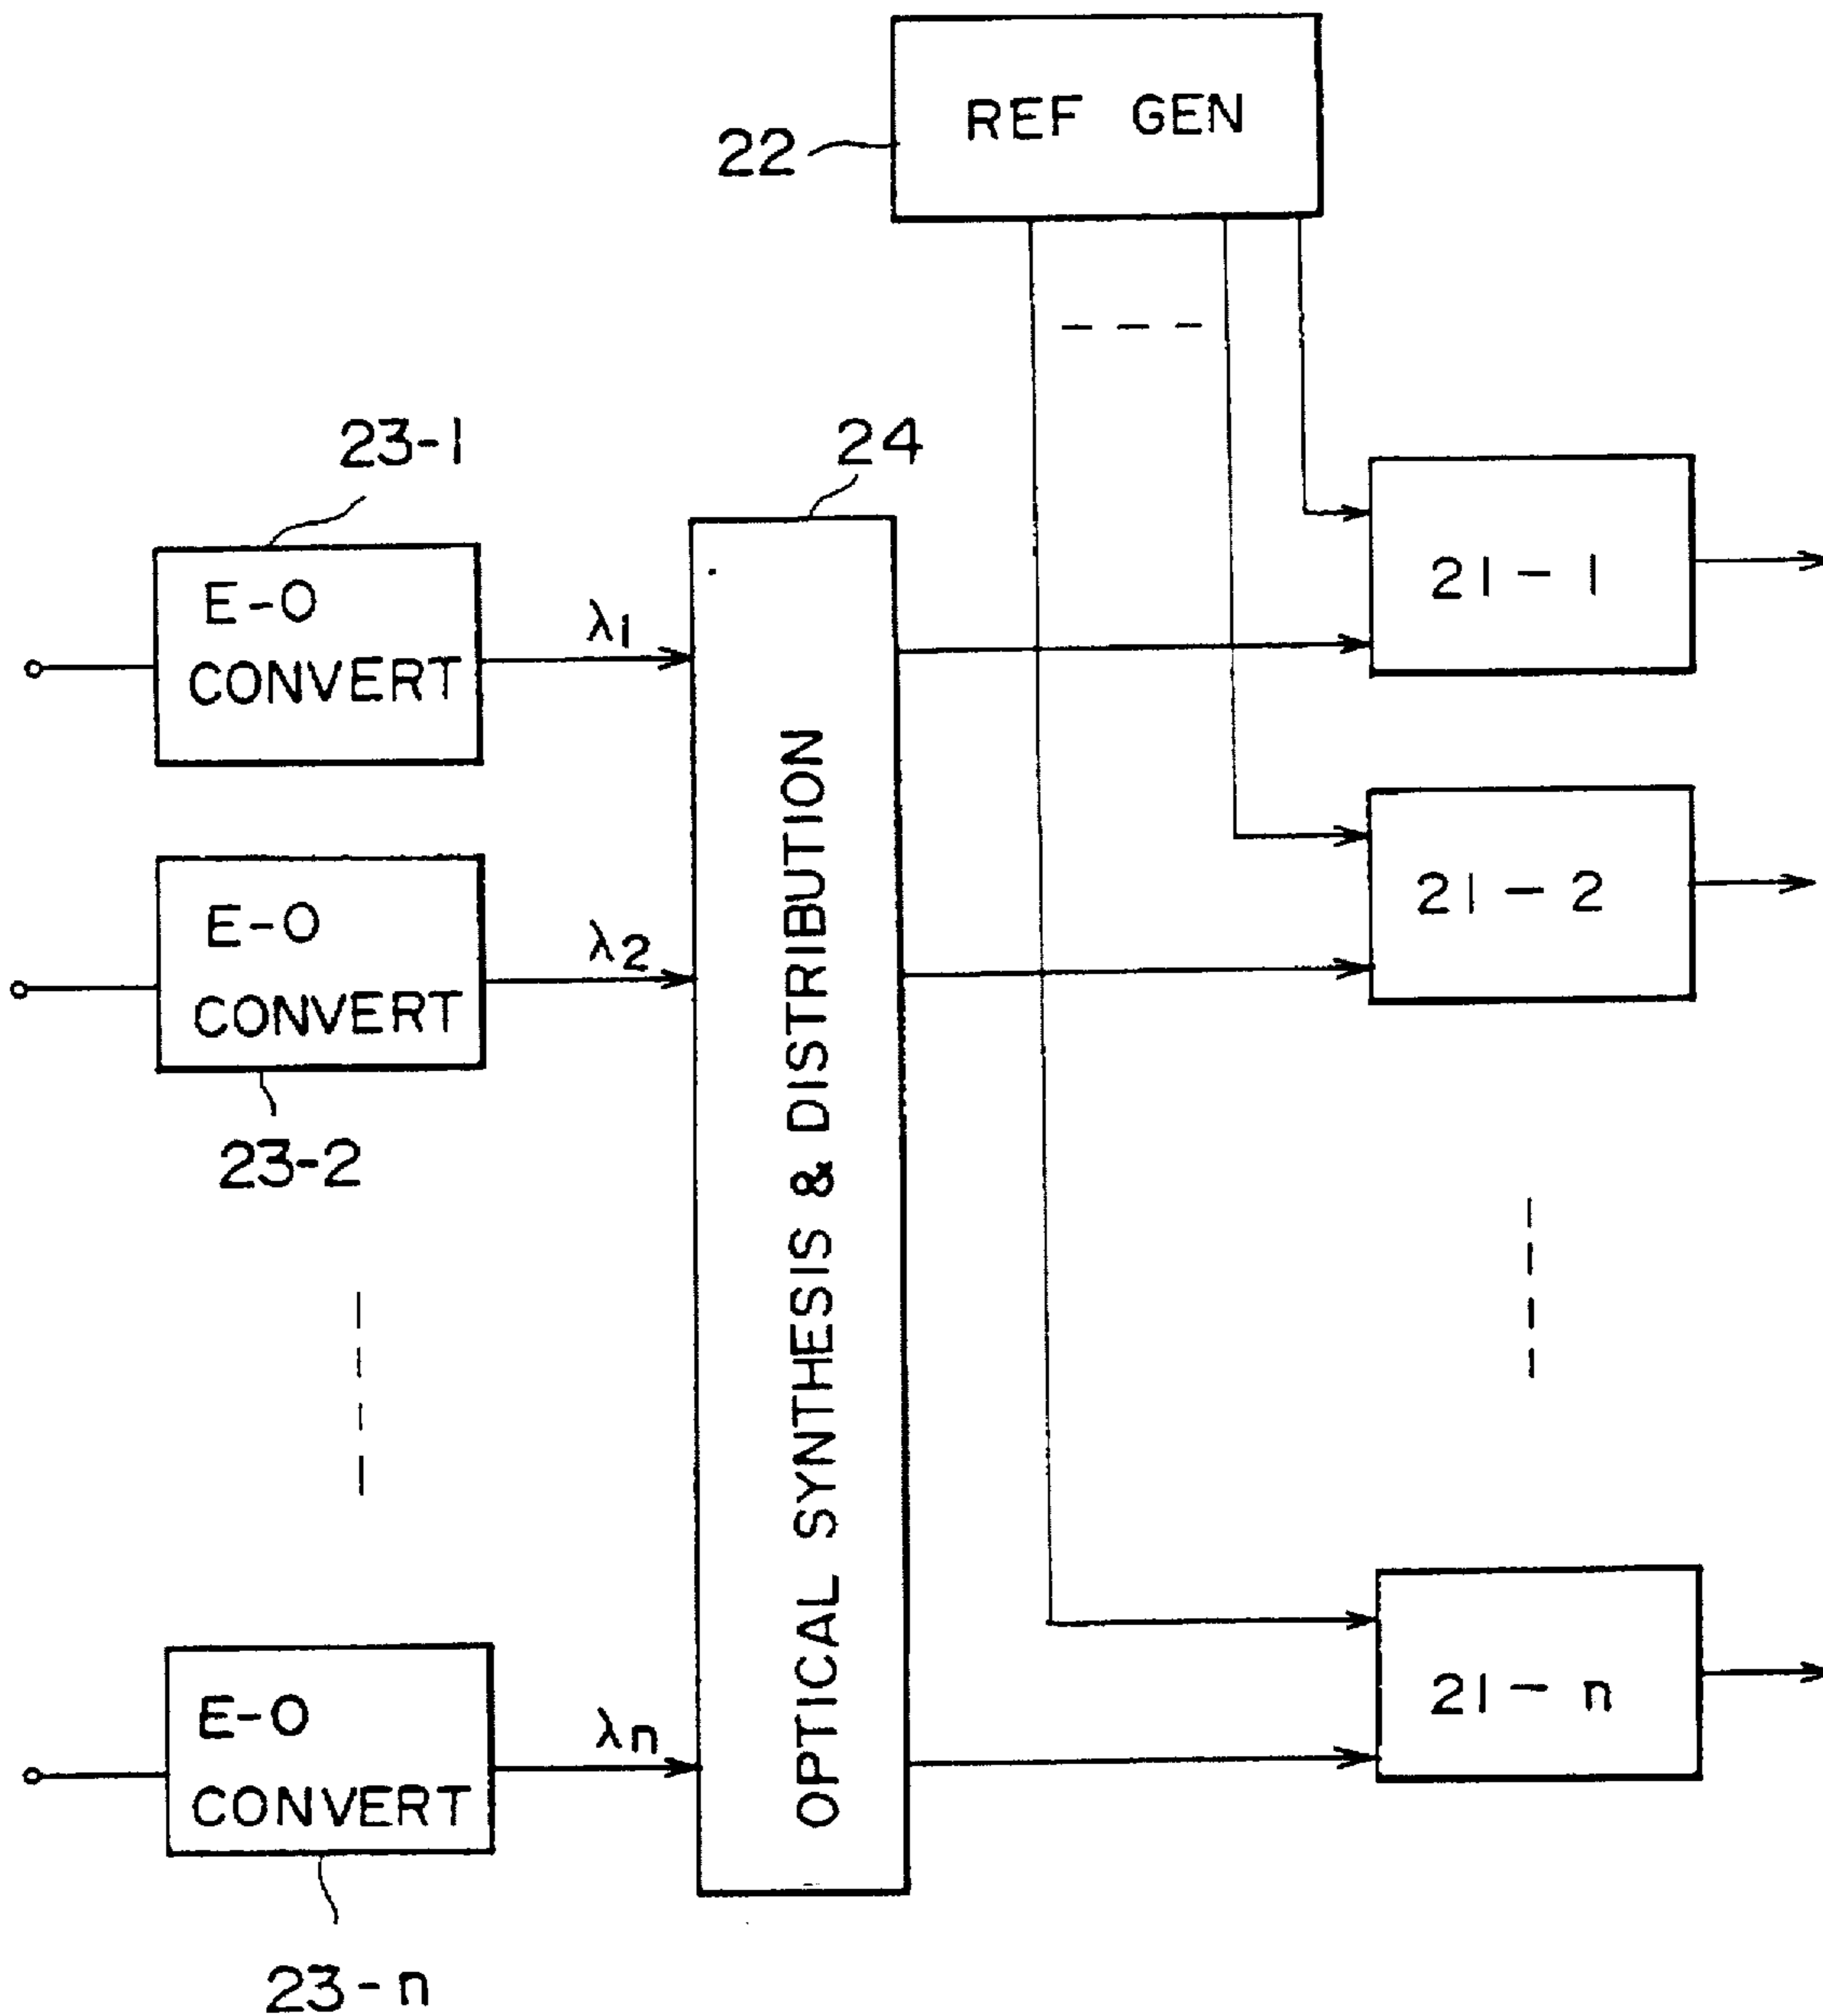 REF GEN
22
23-1
24
E-O
CONVERT
λ1
21-1
E-O
CONVERT
λ2
21-2
23-2
OPTICAL SYNTHESIS & DISTRIBUTION
E-O
CONVERT
λn
21-n
23-n